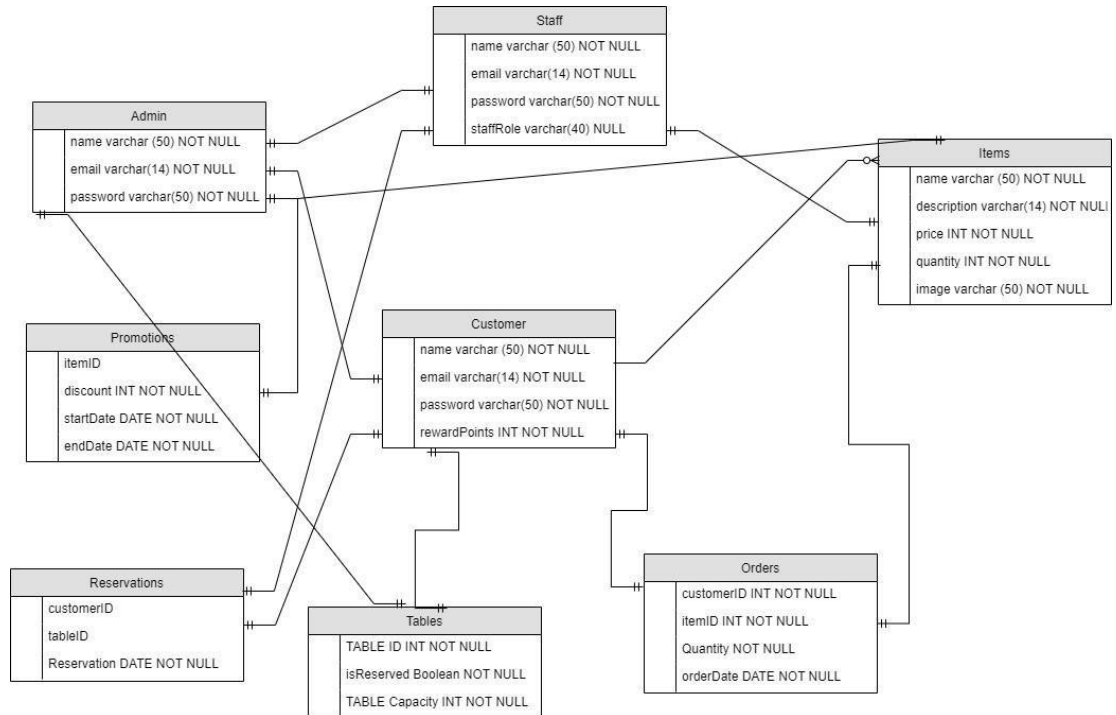 Staff
name varchar (50) NOT NULL
email varchar(14) NOT NULL
password varchar(50) NOT NULL
staffRole varchar(40) NULL
Admin
name varchar (50) NOT NULL
email varchar(14) NOT NULL
password varchar(50) NOT NULL
Items
name varchar (50) NOT NULL
description varchar(14) NOT NULL
price INT NOT NULL
quantity INT NOT NULL
image varchar (50) NOT NULL
Promotions
itemID
discount INT NOT NULL
startDate DATE NOT NULL
endDate DATE NOT NULL
Customer
name varchar (50) NOT NULL
email varchar(14) NOT NULL
password varchar(50) NOT NULL
rewardPoints INT NOT NULL
Reservations
customerID
tableID
Reservation DATE NOT NULL
Tables
TABLE ID INT NOT NULL
isReserved Boolean NOT NULL
TABLE Capacity INT NOT NULL
Orders
customerID INT NOT NULL
itemID INT NOT NULL
Quantity NOT NULL
orderDate DATE NOT NULL